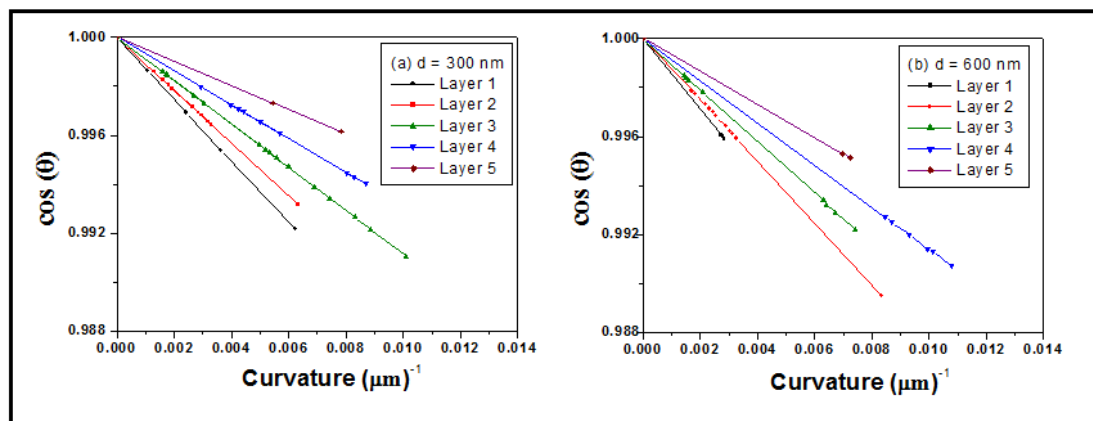 1.000
0.996
0.992
0.988
cos (θ)
(a) d = 300 nm
Layer 1
Layer 2
Layer 3
Layer 4
Layer 5
0.000 0.002 0.004 0.006 0.008 0.010 0.012 0.014
Curvature (µm)⁻¹
1.000
0.996
0.992
0.988
cos (θ)
(b) d = 600 nm
Layer 1
Layer 2
Layer 3
Layer 4
Layer 5
0.000 0.002 0.004 0.006 0.008 0.010 0.012 0.014
Curvature (µm)⁻¹